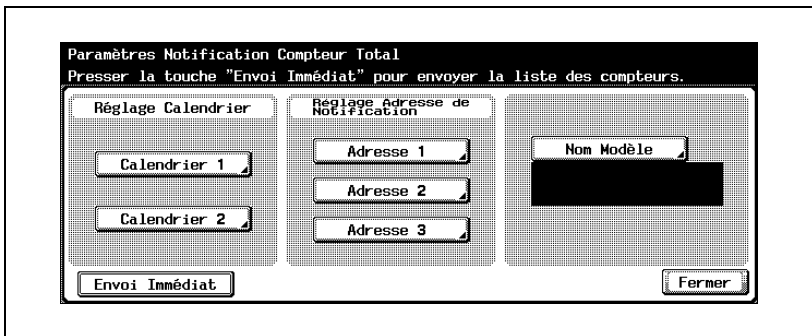 Paramètres Notification Compteur Total
Presser la touche "Envoi Immédiat" pour envoyer la liste des compteurs.
Réglage Calendrier
Réglage Adresse de
Notification
Calendrier 1
Calendrier 2
Adresse 1
Adresse 2
Adresse 3
Nom Modèle
Envoi Immédiat
Fermer